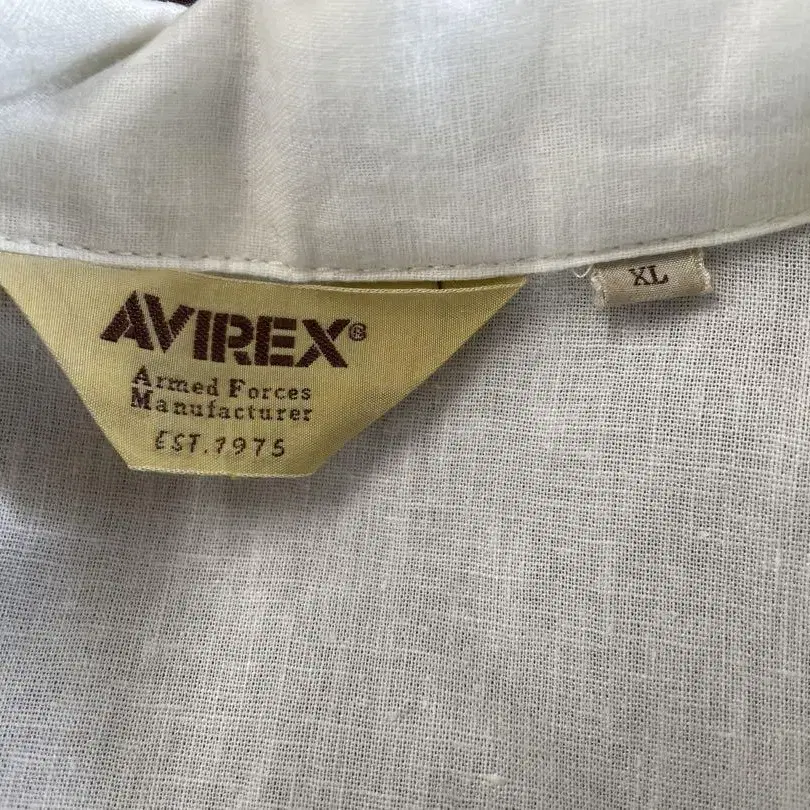 AVIREX®
Armed Forces
Manufacturer
EST.1975
XL